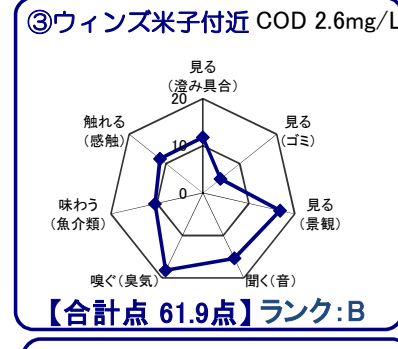 ③ウィンズ米子付近 COD 2.6mg/L
見る
(澄み具合)
20
触れる
(感触)
見る
(ゴミ)
10
0
味わう
(魚介類)
見る
(景観)
嗅ぐ(臭気)
聞く(音)
【合計点 61.9点】ランク:B